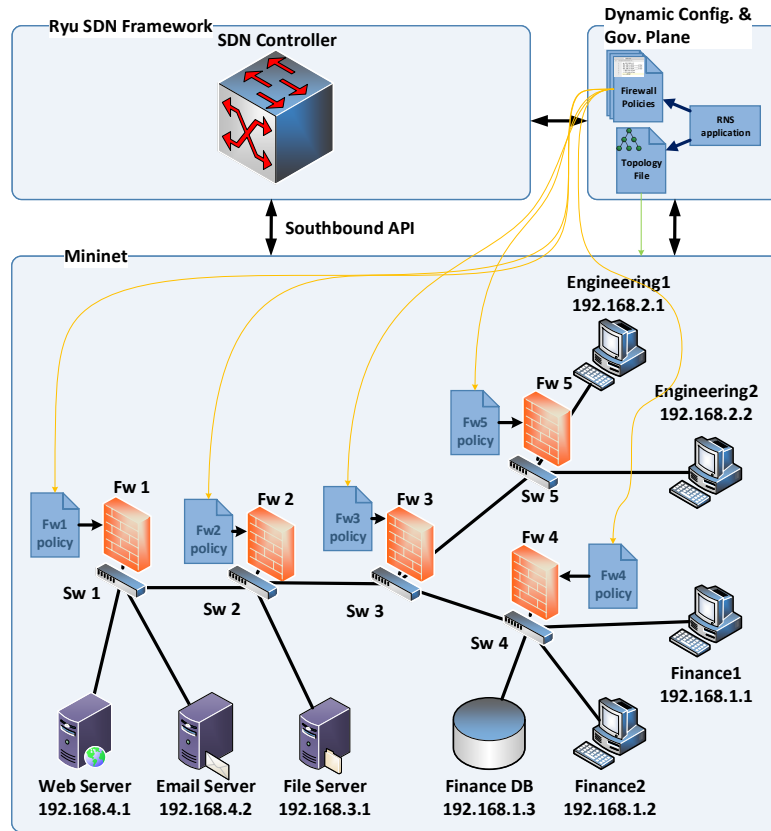 Ryu SDN Framework
SDN Controller
Dynamic Config. &
Gov. Plane
Firewall
Policies
RNS
application
Topology
File
Southbound API
Mininet
Engineering1
192.168.2.1
Engineering2
192.168.2.2
Fw 5
Fw5
policy
Sw 5
Fw 1
Fw1
policy
Sw 1
Fw 2
Fw2
policy
Sw 2
Fw 3
Fw3
policy
Sw 3
Fw 4
Fw4
policy
Sw 4
Finance1
192.168.1.1
Web Server
192.168.4.1
Email Server
192.168.4.2
File Server
192.168.3.1
Finance DB
192.168.1.3
Finance2
192.168.1.2